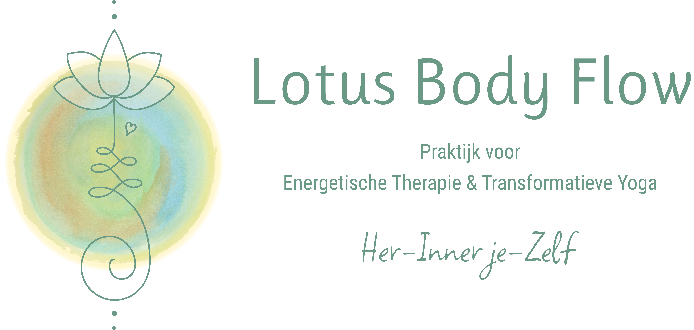 Lotus Body Flow
Praktijk voor
Energetische Therapie & Transformatieve Yoga
Her-Inner je-Zelf